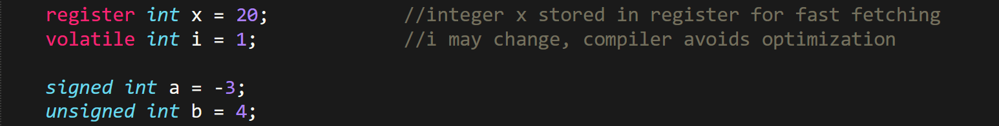 register int x = 20;             //integer x stored in register for fast fetching
volatile int i = 1;              //i may change, compiler avoids optimization
signed int a = -3;
unsigned int b = 4;